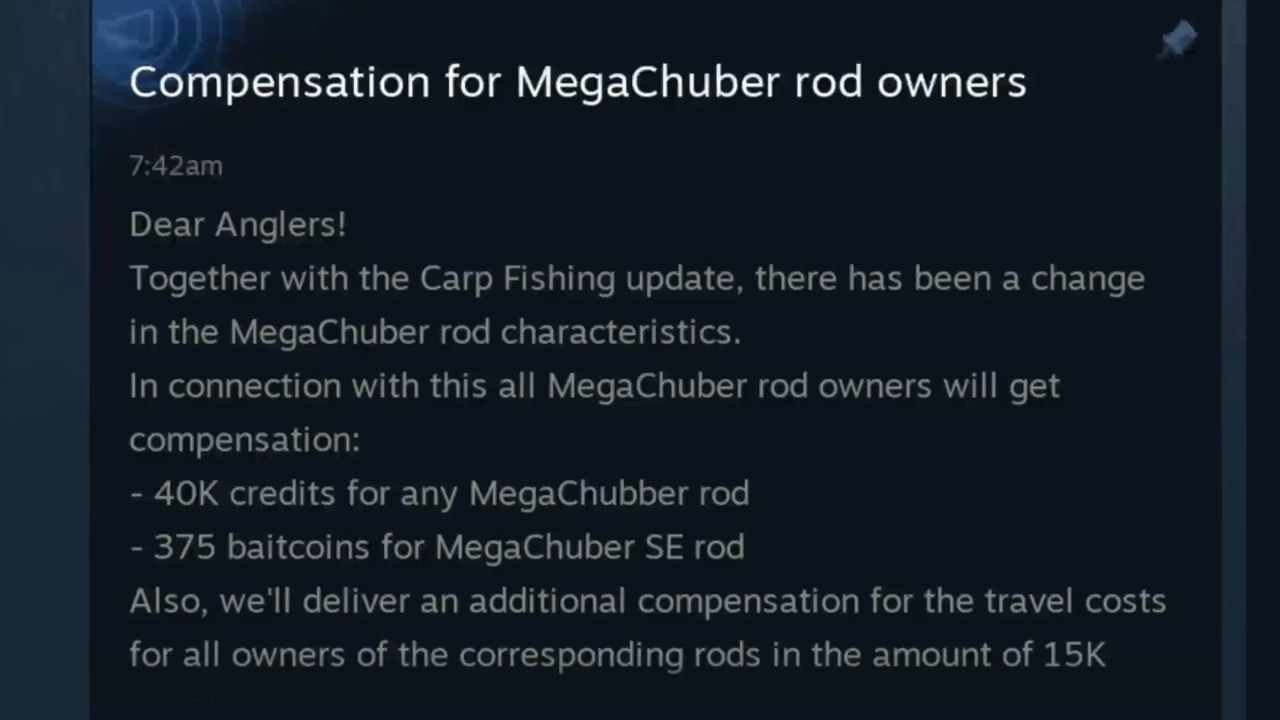 Compensation for MegaChuber rod owners
7:42am
Dear Anglers!
Together with the Carp Fishing update, there has been a change
in the MegaChuber rod characteristics.
In connection with this all MegaChuber rod owners will get
compensation:
- 40K credits for any MegaChubber rod
- 375 baitcoins for MegaChuber SE rod
Also, we'll deliver an additional compensation for the travel costs
for all owners of the corresponding rods in the amount of 15K